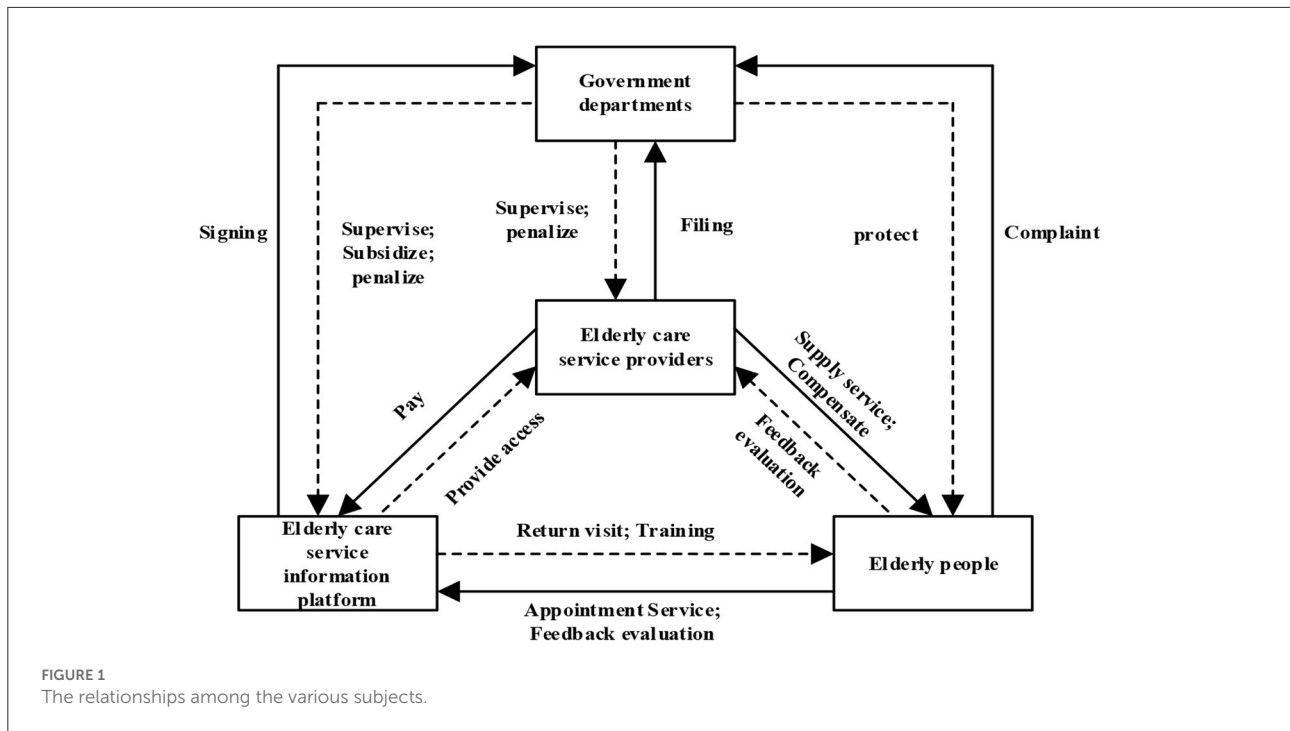 Government
departments
Signing
Supervise;
Subsidize;
penalize
Supervise;
penalize
Filing
protect
Complaint
Elderly care
service providers
Pay
Provide access
Supply service;
Compensate
Feedback
evaluation
Elderly care
service
information
platform
Return visit; Training
Elderly people
Appointment Service;
Feedback evaluation
FIGURE 1
The relationships among the various subjects.